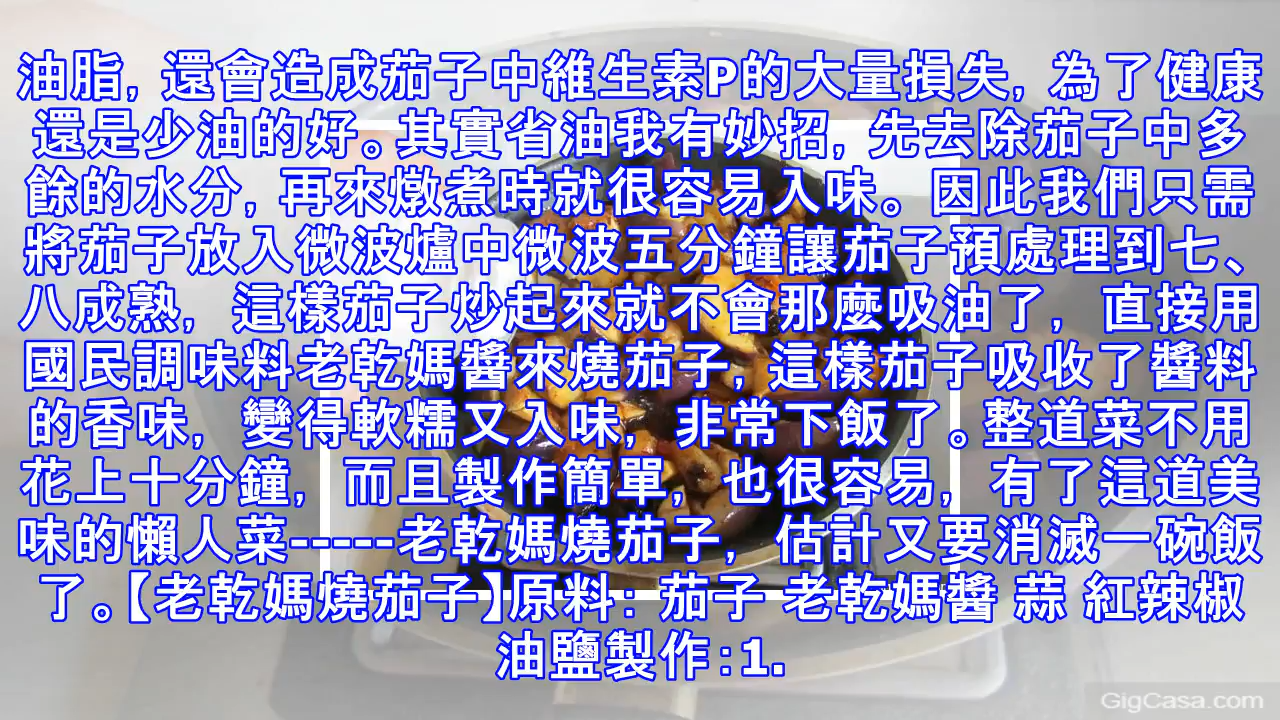 油脂, 還會造成茄子中維生素P的大量損失, 為了健康
還是少油的好。其實省油我有妙招, 先去除茄子中多
餘的水分, 再來燉煮時就很容易入味。因此我們只需
將茄子放入微波爐中微波五分鐘讓茄子預處理到七、
八成熟, 這樣茄子炒起來就不會那麼吸油了, 直接用
國民調味料老乾媽醬來燒茄子, 這樣茄子吸收了醬料
的香味, 變得軟糯又入味, 非常下飯了。整道菜不用
花上十分鐘, 而且製作簡單, 也很容易, 有了這道美
味的懶人菜-----老乾媽燒茄子, 估計又要消滅一碗飯
了。【老乾媽燒茄子】原料: 茄子 老乾媽醬 蒜 紅辣椒
油鹽製作:1.
GigCasa.com